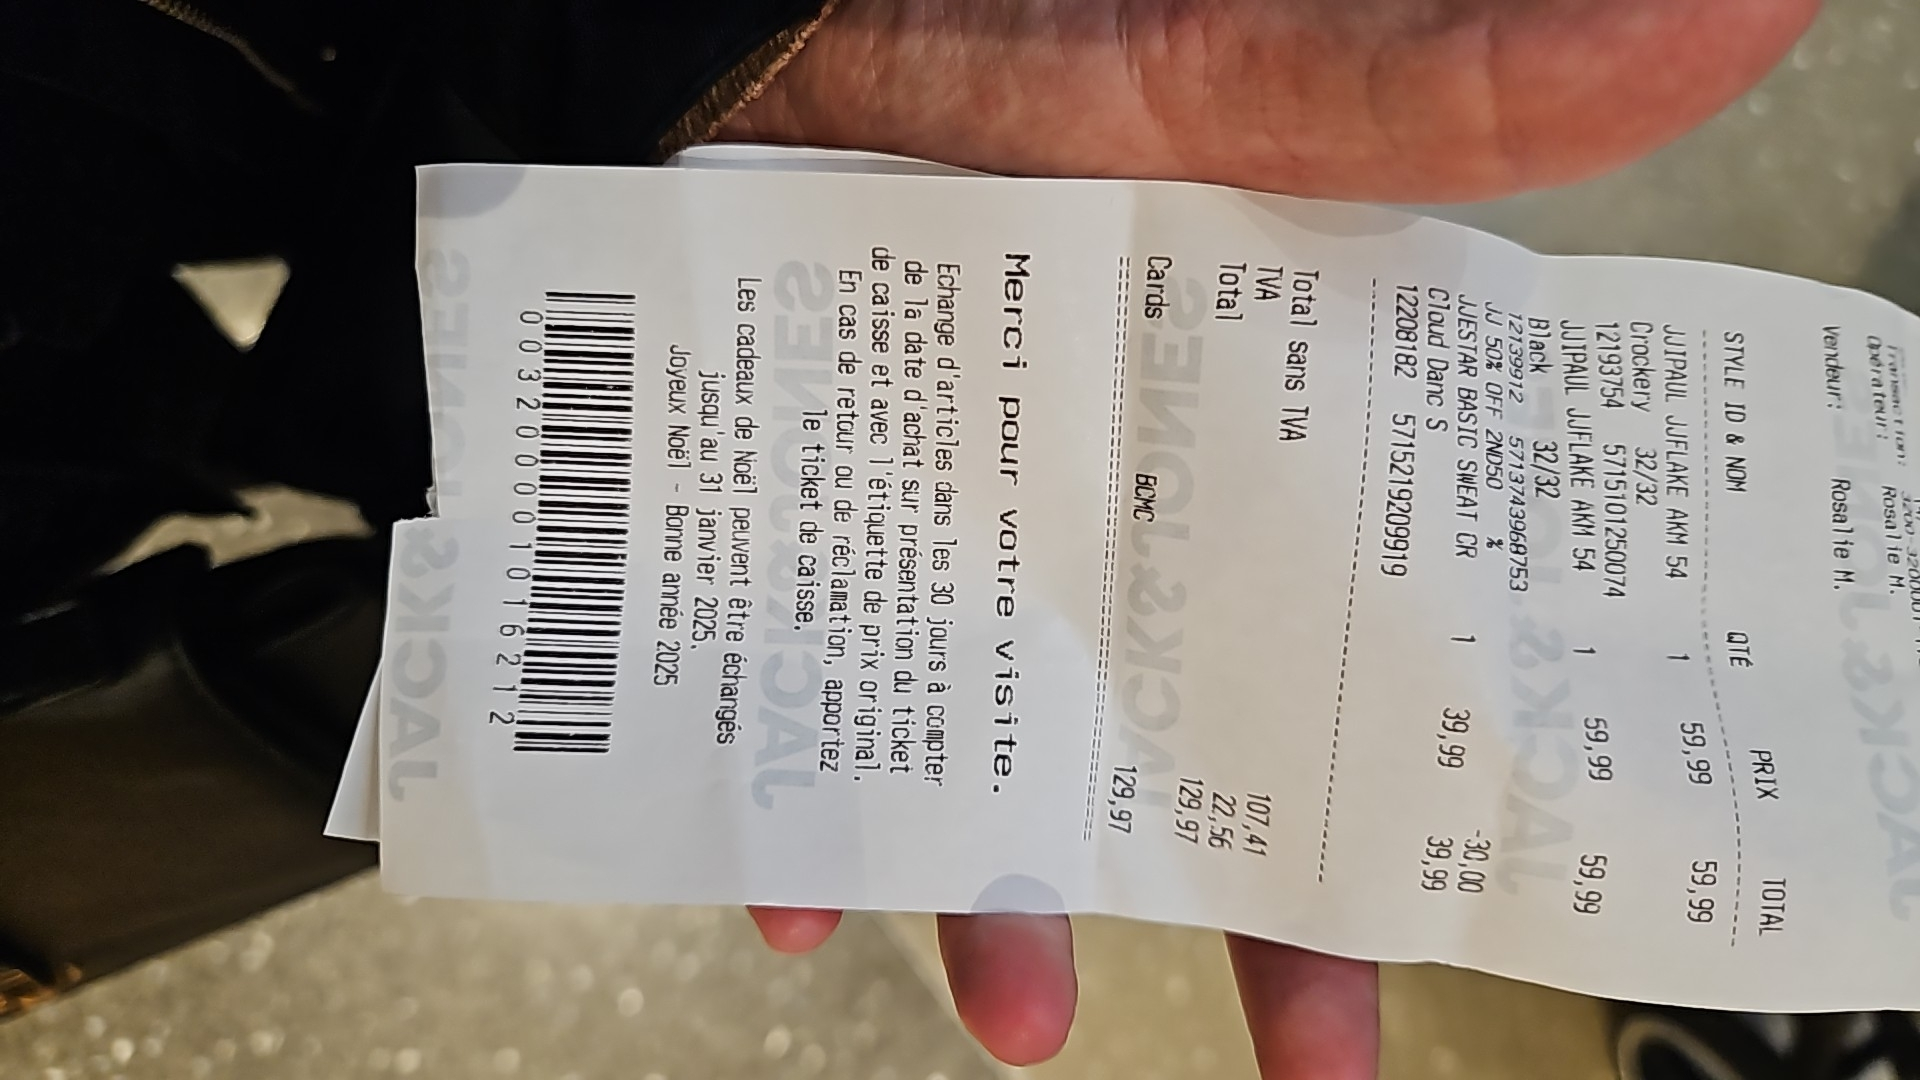 Opérateur: Rosalie M.
Vendeur: Rosalie M.
STYLE ID & NOM QTÉ PRIX TOTAL
JJIPAUL JJFLAKE AKM 54 1 59,99 59,99
Crockery 32/32
12193754 5715101250074
JJIPAUL JJFLAKE AKM 54 1 59,99 59,99
Black 32/32
12139912 5713743968753
JJ 50% OFF 2ND50 % -30,00
JJESTAR BASIC SWEAT CR 1 39,99 39,99
Cloud Danc S
12208182 5715219209919
Total sans TVA 107,41
TVA 22,56
Total 129,97
Cards BCMC 129,97
Merci pour votre visite.
Echange d'articles dans les 30 jours à compter
de la date d'achat sur présentation du ticket
de caisse et avec l'étiquette de prix original.
En cas de retour ou de réclamation, apportez
le ticket de caisse.
Les cadeaux de Noël peuvent être échangés
jusqu'au 31 janvier 2025.
Joyeux Noël - Bonne année 2025
003200001016212
JACK&JONES